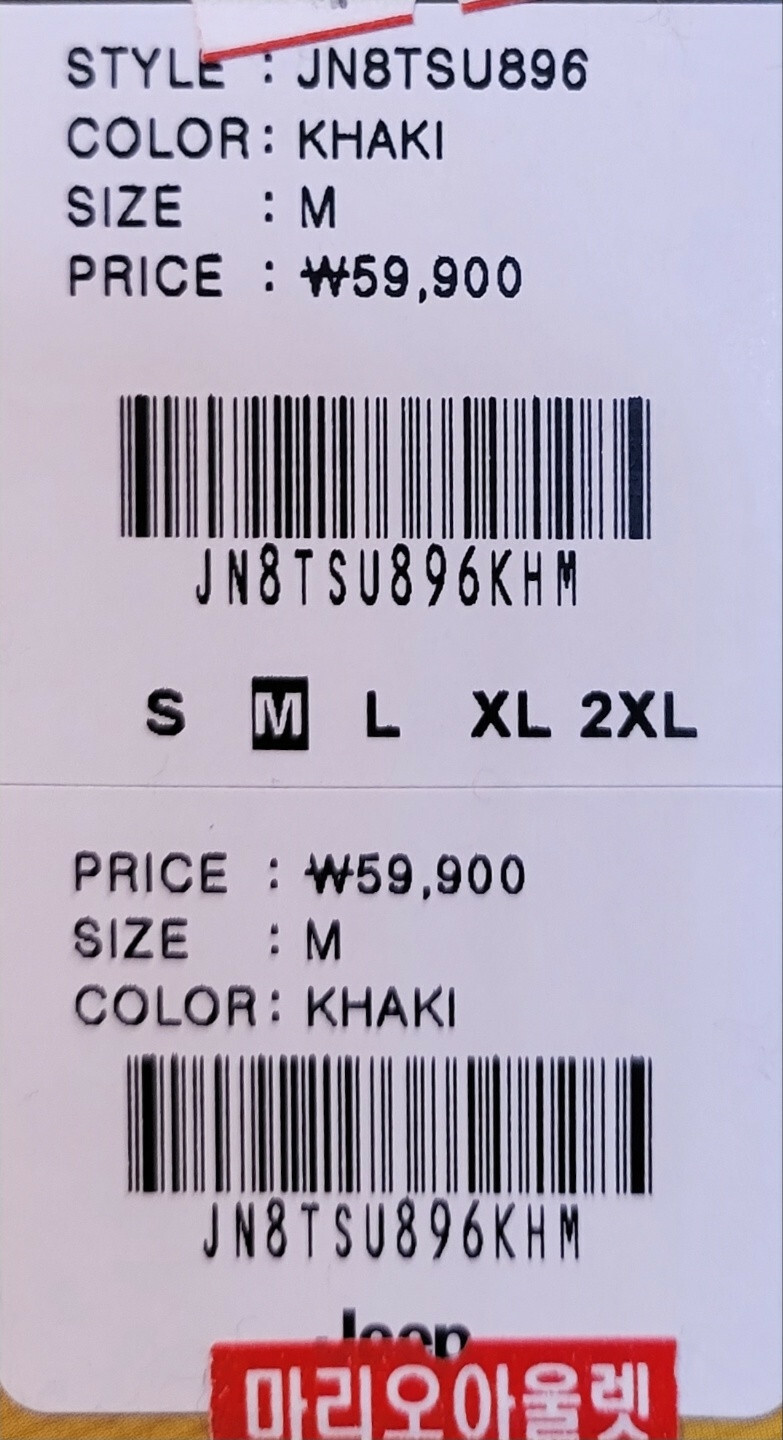 STYLE : JN8TSU896
COLOR: KHAKI
SIZE : M
PRICE : ₩59,900
JN8TSU896KHM
S M L XL 2XL
PRICE : ₩59,900
SIZE : M
COLOR: KHAKI
JN8TSU896KHM
Jeep
마리오아울렛